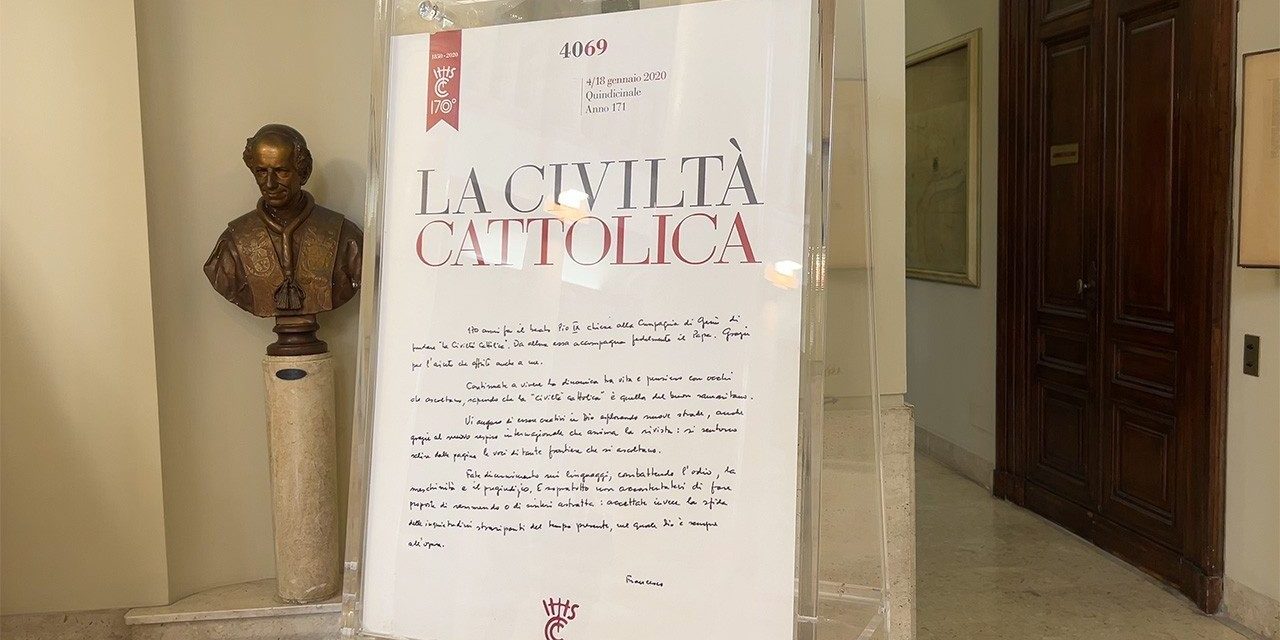 1850 - 2020
IHS
170°
4069
4/18 gennaio 2020
Quindicinale
Anno 171
LA CIVILTÀ
CATTOLICA
170 anni fa il beato Pio IX chiese alla Compagnia di Gesù di
fondare "La Civiltà Cattolica". Da allora essa accompagna fedelmente il Papa. Grazie
per l'aiuto che offrite anche a me.
Continuate a vivere la dinamica tra vita e pensiero con occhi
che ascoltano, sapendo che la "civiltà cattolica" è quella del buon samaritano.
Vi auguro di essere creativi in Dio esplorando nuove strade, anche
grazie al nuovo respiro internazionale che anima la rivista: si sentono
salire dalle pagine le voci di tante frontiere che si ascoltano.
Fate discernimento sui linguaggi, combattendo l'odio, la
meschinità e il pregiudizio. E soprattutto non accontentatevi di fare
proposte di rammendo o di sintesi astratta: accettate invece la sfida
delle inquietudini straripanti del tempo presente, nel quale Dio è sempre
all'opera.
Francesco
IHS